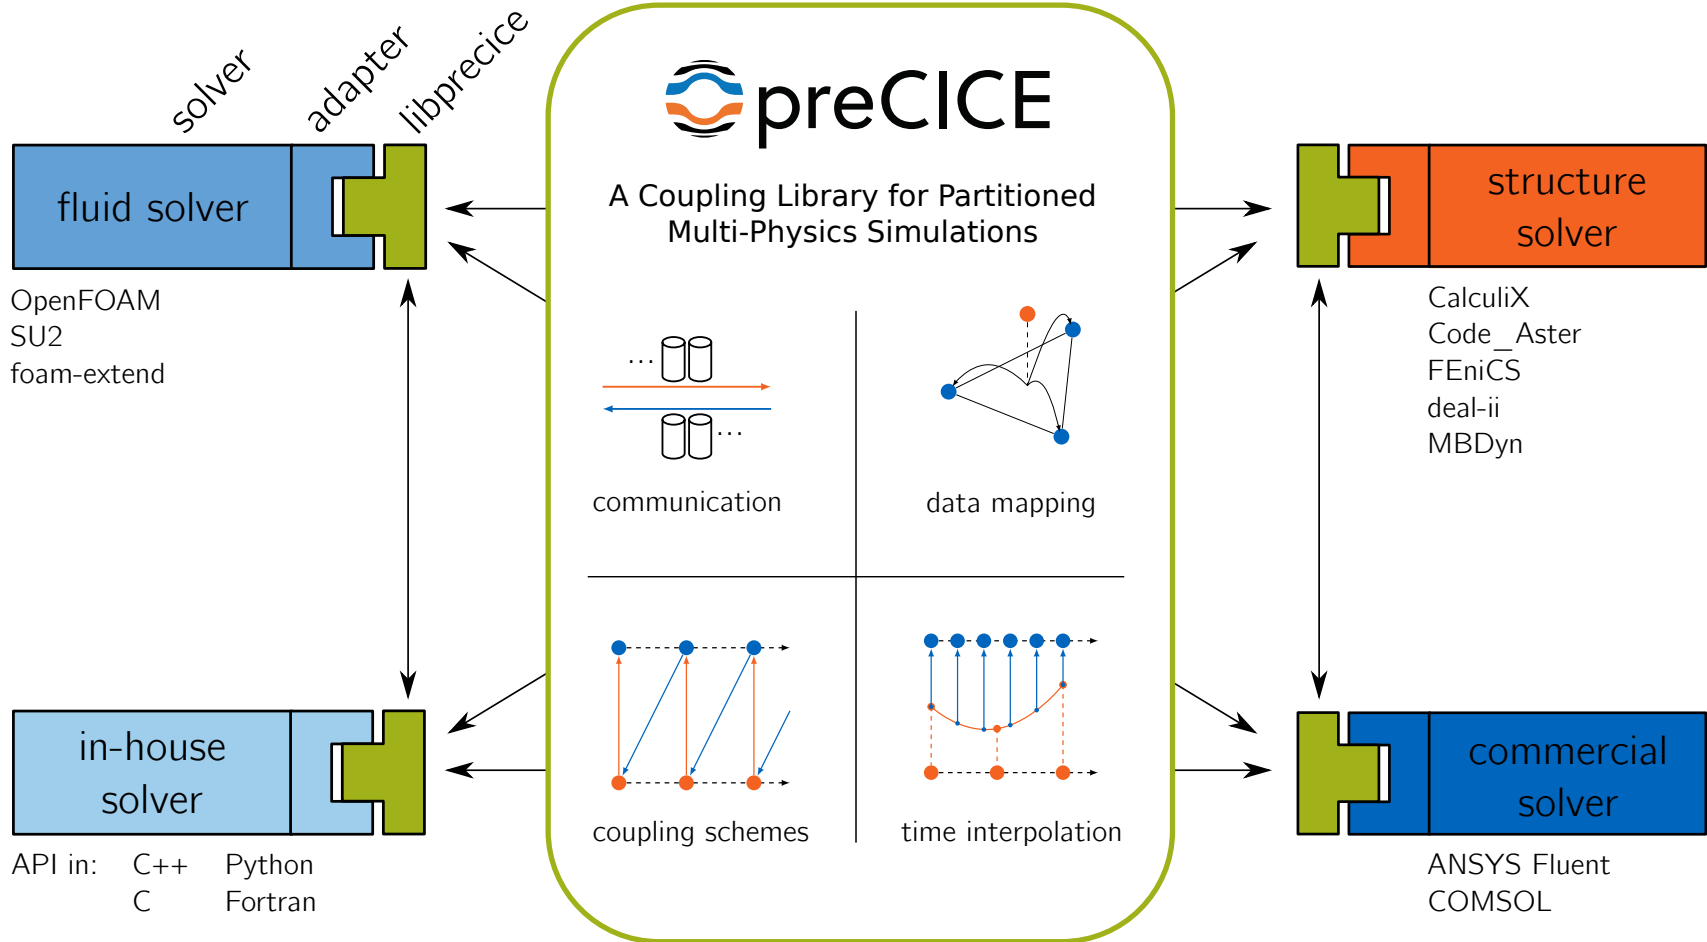 solver
adapter
libprecice
preCICE
A Coupling Library for Partitioned
Multi-Physics Simulations
fluid solver
OpenFOAM
SU2
foam-extend
structure
solver
CalculiX
Code_Aster
FEniCS
deal-ii
MBDyn
...
...
communication
data mapping
coupling schemes
time interpolation
in-house
solver
API in: C++ Python
C Fortran
commercial
solver
ANSYS Fluent
COMSOL